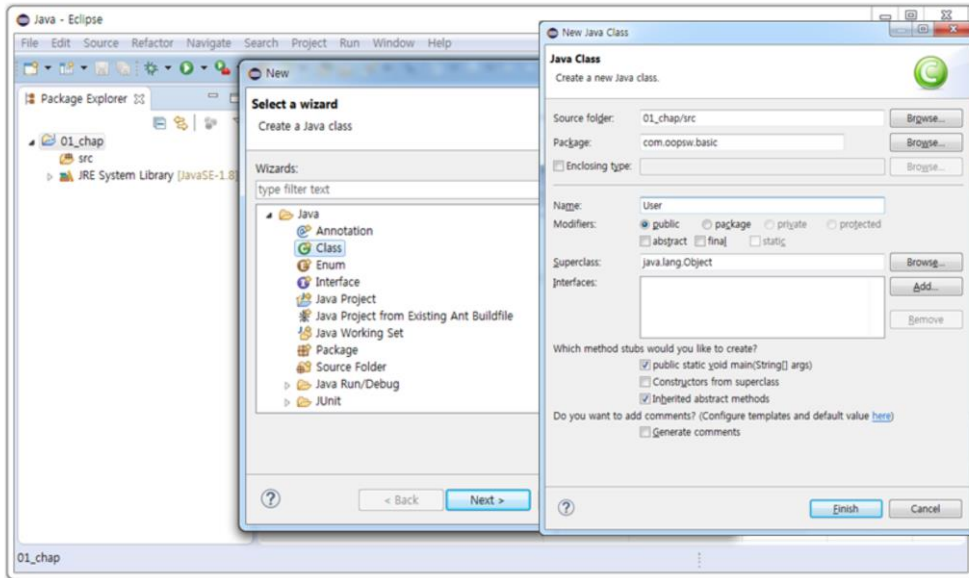 Java - Eclipse
File Edit Source Refactor Navigate Search Project Run Window Help
Package Explorer
01_chap
src
JRE System Library [JavaSE-1.8]
01_chap
New
Select a wizard
Create a Java class
Wizards:
type filter text
Java
Annotation
Class
Enum
Interface
Java Project
Java Project from Existing Ant Buildfile
Java Working Set
Package
Source Folder
Java Run/Debug
JUnit
< Back Next >
New Java Class
Java Class
Create a new Java class.
Source folder: 01_chap/src Browse...
Package: com.oopsw.basic Browse...
Enclosing type: Browse...
Name: User
Modifiers: public package private protected
abstract final static
Superclass: java.lang.Object Browse...
Interfaces: Add...
Remove
Which method stubs would you like to create?
public static void main(String[] args)
Constructors from superclass
Inherited abstract methods
Do you want to add comments? (Configure templates and default value here)
Generate comments
Finish Cancel